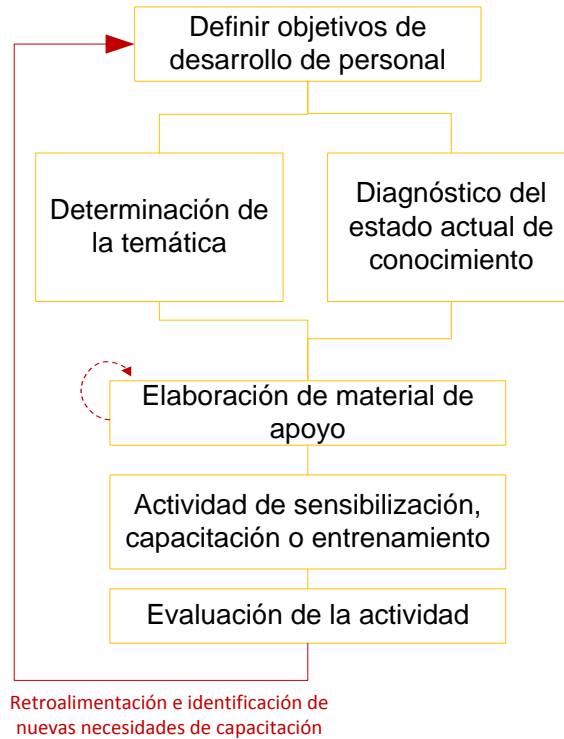 Definir objetivos de
desarrollo de personal
Determinación de
la temática
Diagnóstico del
estado actual de
conocimiento
Elaboración de material de
apoyo
Actividad de sensibilización,
capacitación o entrenamiento
Evaluación de la actividad
Retroalimentación e identificación de
nuevas necesidades de capacitación